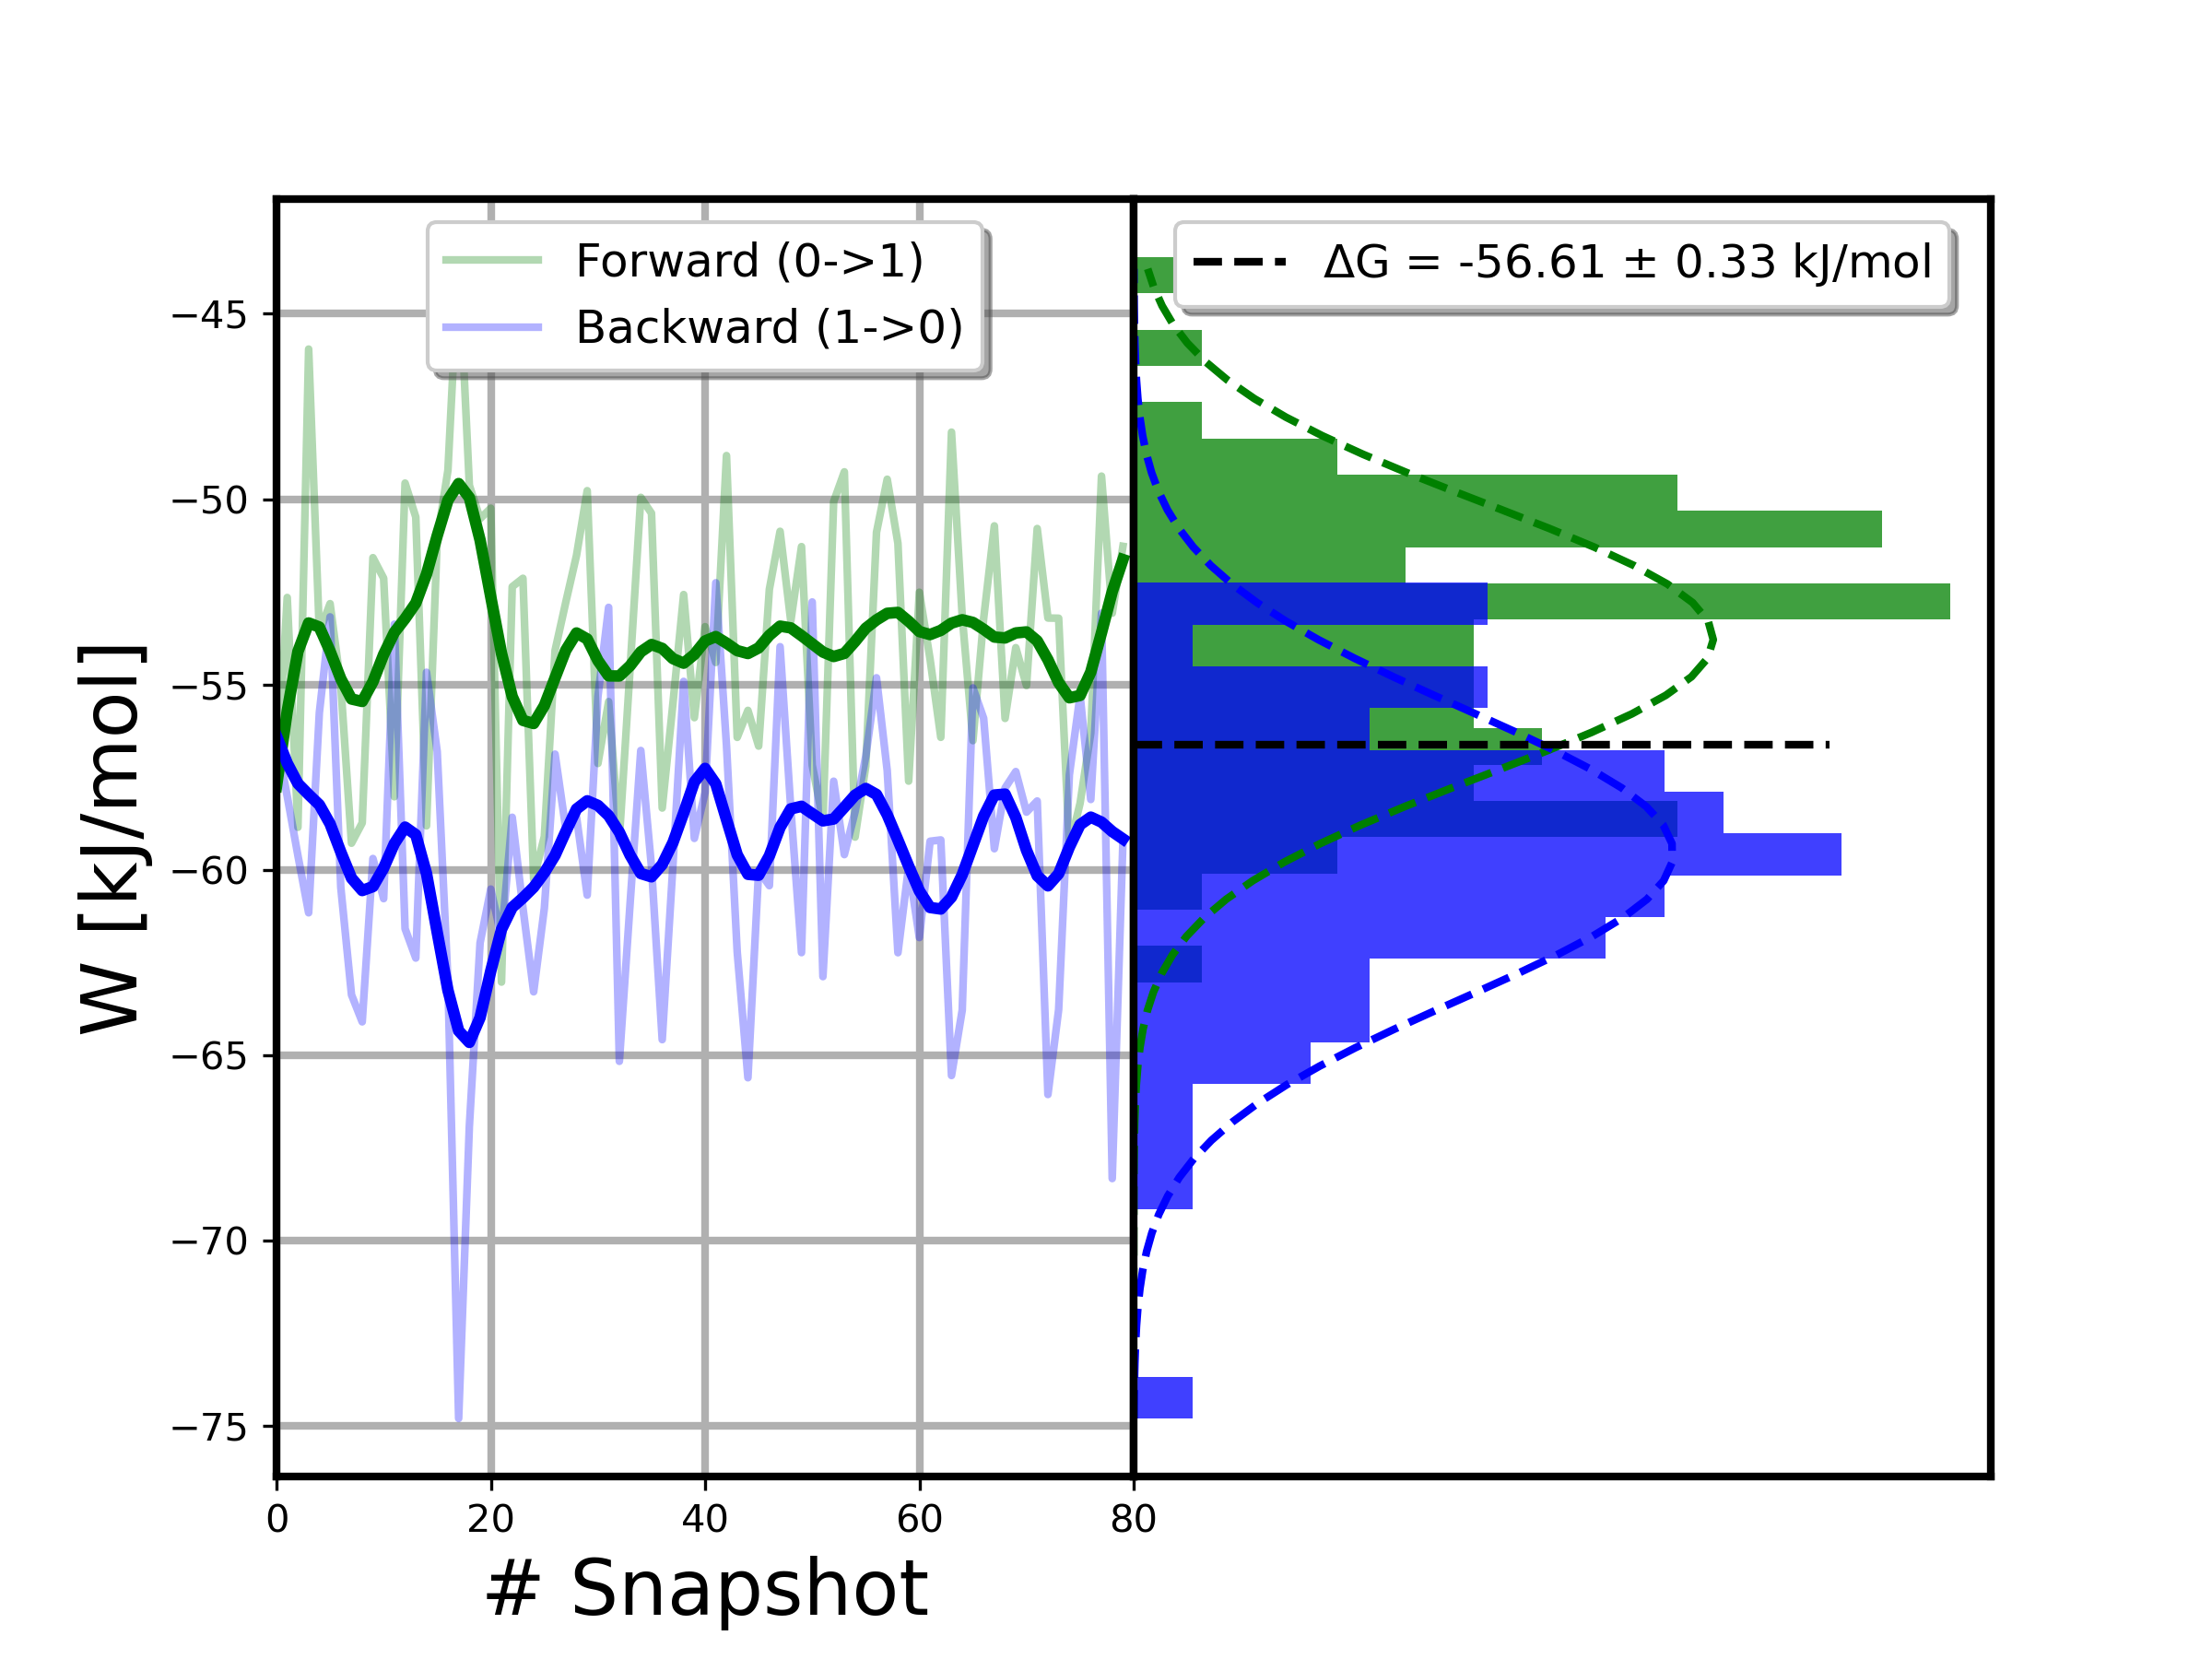 Forward (0->1)
Backward (1->0)
ΔG = -56.61 ± 0.33 kJ/mol
−45
−50
−55
−60
−65
−70
−75
W [kJ/mol]
0 20 40 60 80
# Snapshot